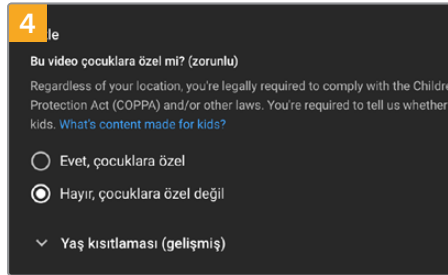 4
Bu video çocuklara özel mi? (zorunlu)
Regardless of your location, you're legally required to comply with the
Protection Act (COPPA) and/or other laws. You're required to tell us whether
kids. What's content made for kids?
Evet, çocuklara özel
Hayır, çocuklara özel değil
Yaş kısıtlaması (gelişmiş)